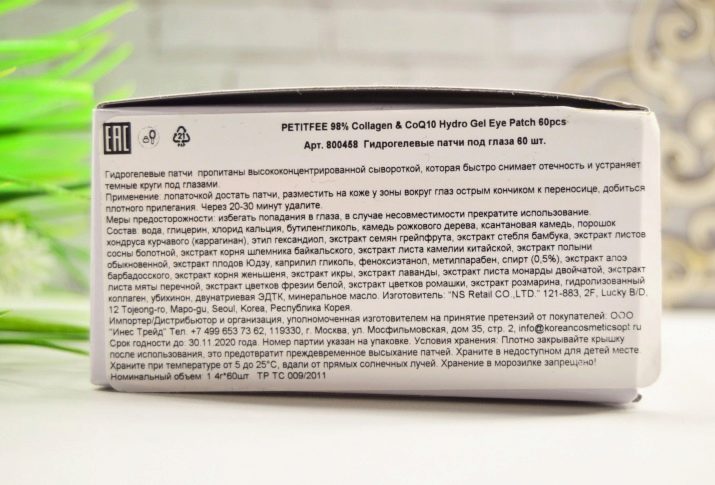 EAC
21
PAP
PETITFEE 98% Collagen & CoQ10 Hydro Gel Eye Patch 60pcs
Арт. 800458 Гидрогелевые патчи под глаза 60 шт.
Гидрогелевые патчи пропитаны высококонцентрированной сывороткой, которая быстро снимает отечность и устраняет
темные круги под глазами.
Применение: лопаточкой достать патчи, разместить на коже у зоны вокруг глаз острым кончиком к переносице, добиться
плотного прилегания. Через 20-30 минут удалите.
Меры предосторожности: избегать попадания в глаза, в случае несовместимости прекратите использование.
Состав: вода, глицерин, хлорид кальция, бутиленгликоль, камедь рожкового дерева, ксантановая камедь, порошок
хондруса курчавого (каррагинан), этил гександиол, экстракт семян грейпфрута, экстракт стебля бамбука, экстракт листов
сосны болотной, экстракт корня шлемника байкальского, экстракт листа камелии китайской, экстракт полыни
обыкновенной, экстракт плодов Юдзу, каприлил гликоль, феноксиэтанол, метилпарабен, спирт (0,5%), экстракт алоэ
барбадосского, экстракт корня женьшеня, экстракт икры, экстракт лаванды, экстракт листа монарды двойчатой, экстракт
листа мяты перечной, экстракт цветков фрезии белой, экстракт цветков ромашки, экстракт розмарина, гидролизованный
коллаген, убихинон, двунатриевая ЭДТК, минеральное масло. Изготовитель: "NS Retail CO.,LTD." 121-883, 2F, Lucky B/D,
12 Tojeong-ro, Mapo-gu, Seoul, Korea, Республика Корея.
Импортер/Дистрибьютор и организация, уполномоченная изготовителем на принятие претензий от покупателей: ООО
"Инес Трейд" Тел. +7 499 653 73 62, 119330, г. Москва, ул. Мосфильмовская, дом 35, стр. 2, info@koreancosmeticsopt.ru
Срок годности до 30.11.2020 года. Номер партии указан на упаковке. Условия хранения: Плотно закрывайте крышку
после использования, это предотвратит преждевременное высыхание патчей. Храните в недоступном для детей месте.
Храните при температуре от 5 до 25°C, вдали от прямых солнечных лучей. Хранение в морозилке запрещено!
Номинальный объем: 1.4г*60шт ТР ТС 009/2011